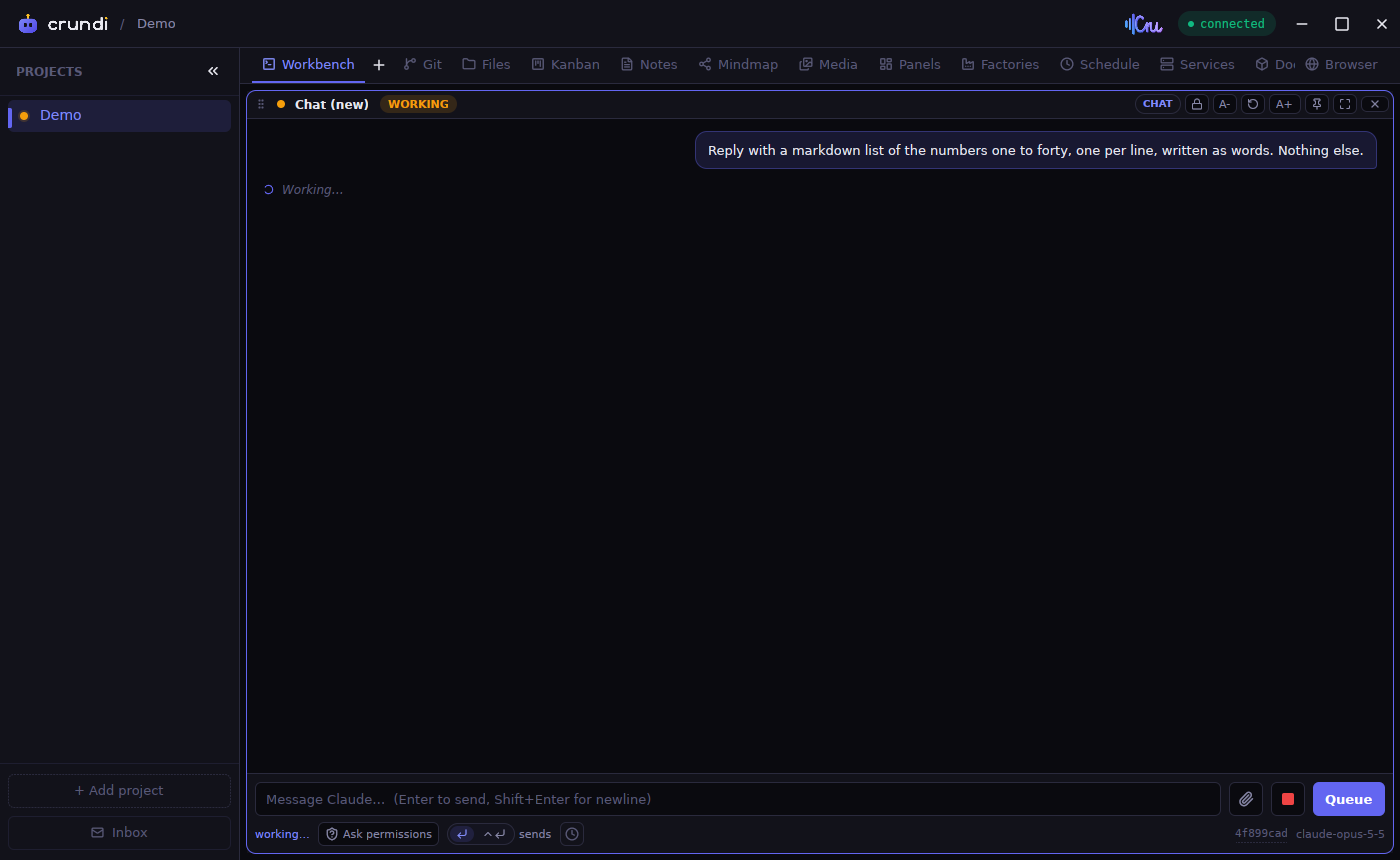 crundi / Demo
Cru
connected
PROJECTS
Workbench
Git
Files
Kanban
Notes
Mindmap
Media
Panels
Factories
Schedule
Services
Browser
Demo
Chat (new) WORKING
CHAT
A-
A+
Reply with a markdown list of the numbers one to forty, one per line, written as words. Nothing else.
Working...
+ Add project
Message Claude... (Enter to send, Shift+Enter for newline)
Queue
Inbox
working... Ask permissions sends
4f899cad claude-opus-5-5